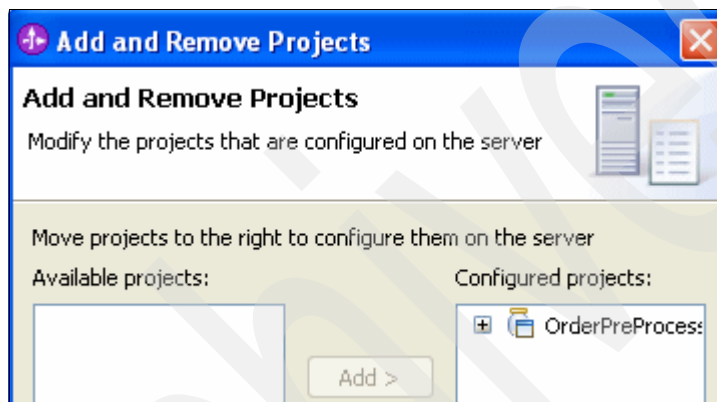 Add and Remove Projects
Add and Remove Projects
Modify the projects that are configured on the server
Move projects to the right to configure them on the server
Available projects:
Configured projects:
OrderPreProcess
Add >